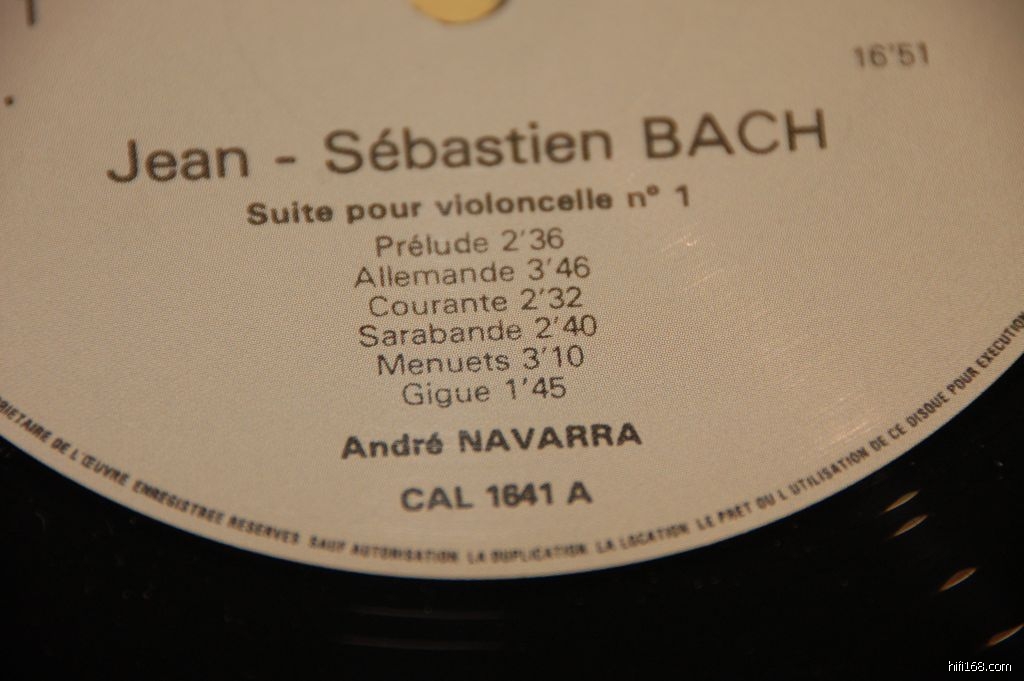 16'51
Jean - Sébastien BACH
Suite pour violoncelle n° 1
Prélude 2'36
Allemande 3'46
Courante 2'32
Sarabande 2'40
Menuets 3'10
Gigue 1'45
André NAVARRA
CAL 1641 A
DE L'ŒUVRE ENREGISTREE RESERVES SAUF AUTORISATION LA DUPLICATION LA LOCATION LE PRET OU L'UTILISATION DE CE DISQUE POUR EXECUTION
hifi168.com